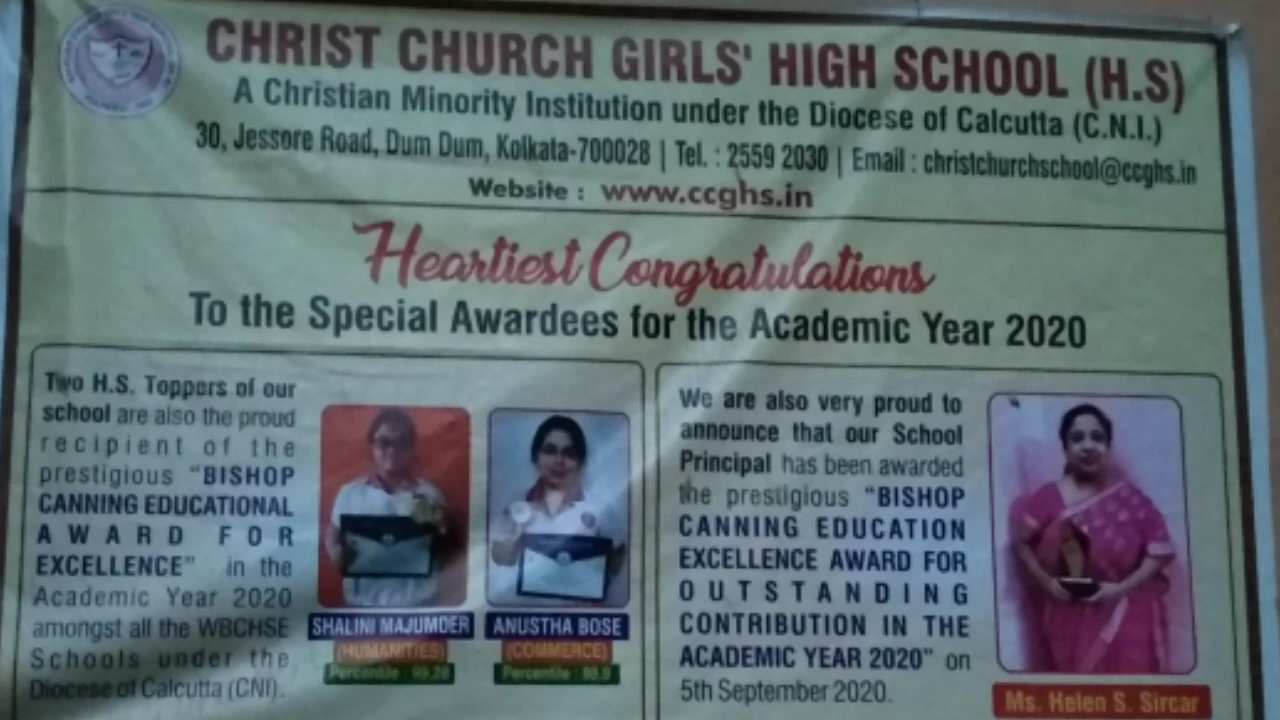 CHRIST CHURCH GIRLS' HIGH SCHOOL (H.S)
A Christian Minority Institution under the Diocese of Calcutta (C.N.I.)
30, Jessore Road, Dum Dum, Kolkata-700028 | Tel. : 2559 2030 | Email : christchurchschool@ccghs.in
Website : www.ccghs.in
Heartiest Congratulations
To the Special Awardees for the Academic Year 2020
Two H.S. Toppers of our
school are also the proud
recipient of the
prestigious "BISHOP
CANNING EDUCATIONAL
AWARD FOR
EXCELLENCE" in the
Academic Year 2020
amongst all the WBCHSE
Schools under the
Diocese of Calcutta (CNI).
SHALINI MAJUMDER
(HUMANITIES)
Percentile
ANUSTHA BOSE
(COMMERCE)
Percentile
We are also very proud to
announce that our School
Principal has been awarded
the prestigious "BISHOP
CANNING EDUCATION
EXCELLENCE AWARD FOR
OUTSTANDING
CONTRIBUTION IN THE
ACADEMIC YEAR 2020" on
5th September 2020.
Ms. Helen S. Sircar